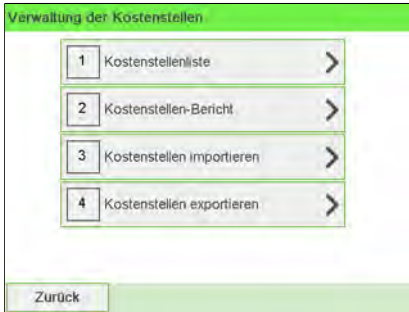 Verwaltung der Kostenstellen
1 Kostenstellenliste
2 Kostenstellen-Bericht
3 Kostenstellen importieren
4 Kostenstellen exportieren
Zurück